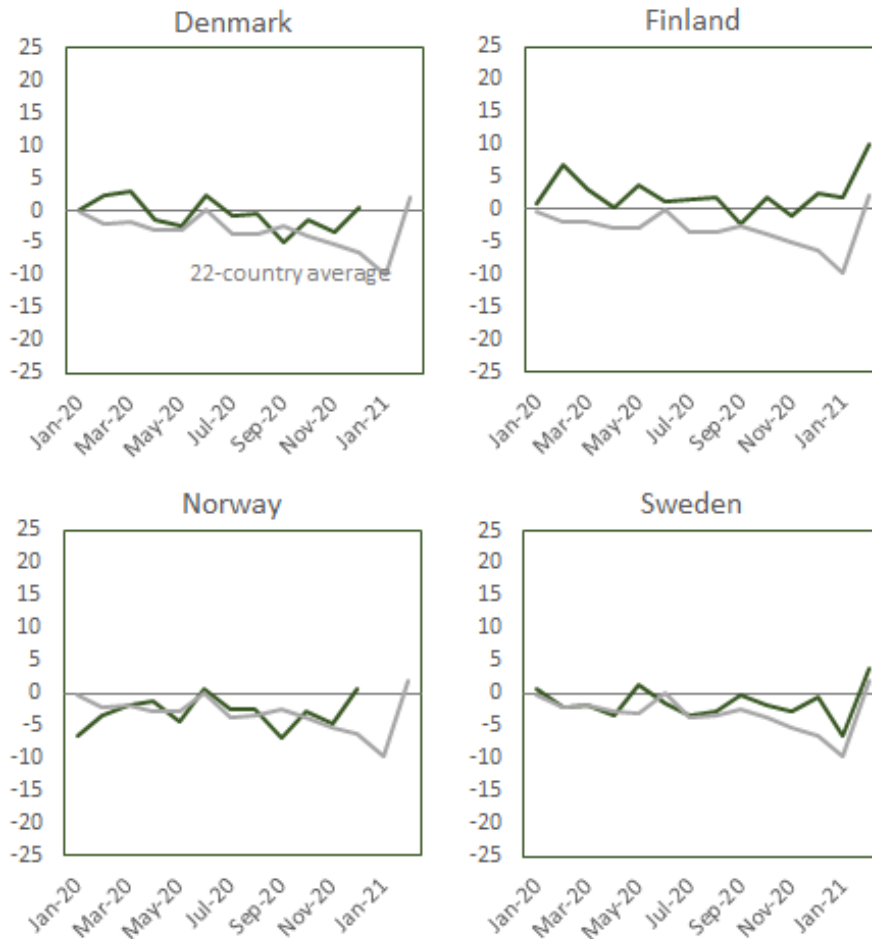 Denmark
25
20
15
10
5
0
-5
-10
-15
-20
-25
22-country average
Jan-20
Mar-20
May-20
Jul-20
Sep-20
Nov-20
Jan-21
Finland
25
20
15
10
5
0
-5
-10
-15
-20
-25
Jan-20
Mar-20
May-20
Jul-20
Sep-20
Nov-20
Jan-21
Norway
25
20
15
10
5
0
-5
-10
-15
-20
-25
Jan-20
Mar-20
May-20
Jul-20
Sep-20
Nov-20
Jan-21
Sweden
25
20
15
10
5
0
-5
-10
-15
-20
-25
Jan-20
Mar-20
May-20
Jul-20
Sep-20
Nov-20
Jan-21